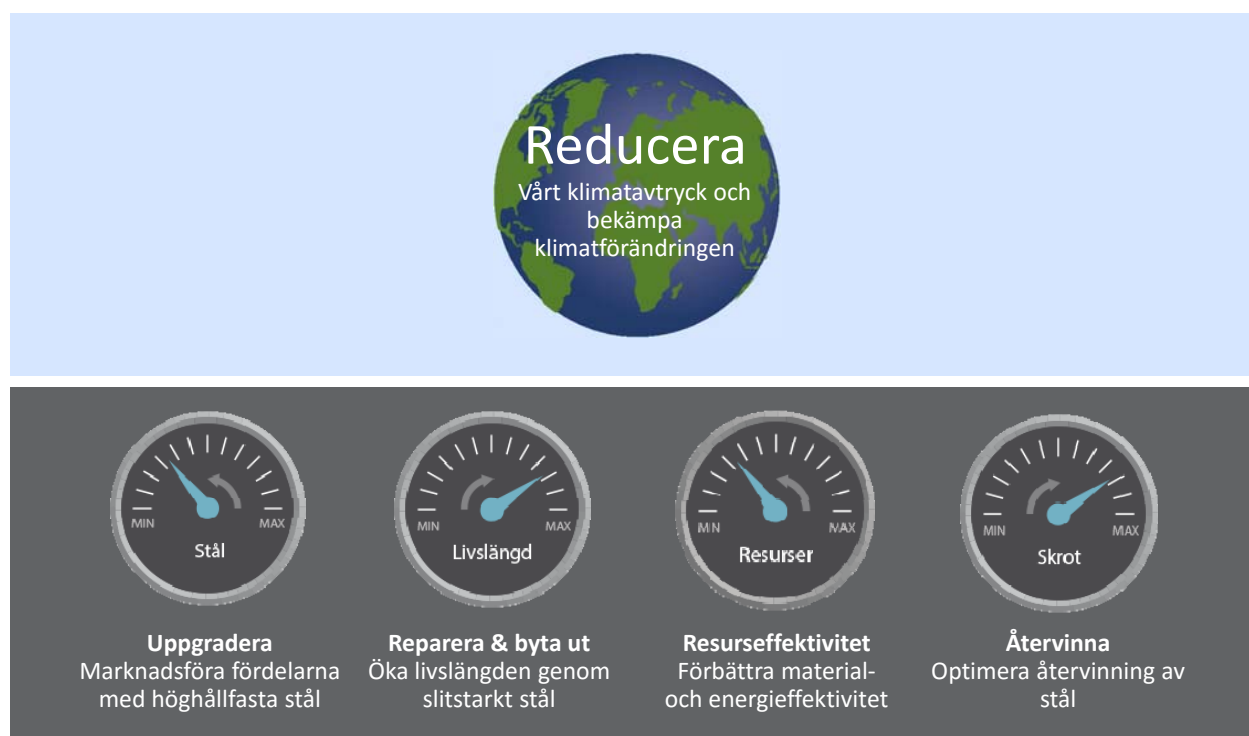 Reducera
Vårt klimatavtryck och
bekämpa
klimatförändringen
MIN
MAX
Stål
MIN
MAX
Livslängd
MIN
MAX
Resurser
MIN
MAX
Skrot
Uppgradera
Marknadsföra fördelarna
med höghållfasta stål
Reparera & byta ut
Öka livslängden genom
slitstarkt stål
Resurseffektivitet
Förbättra material-
och energieffektivitet
Återvinna
Optimera återvinning av
stål